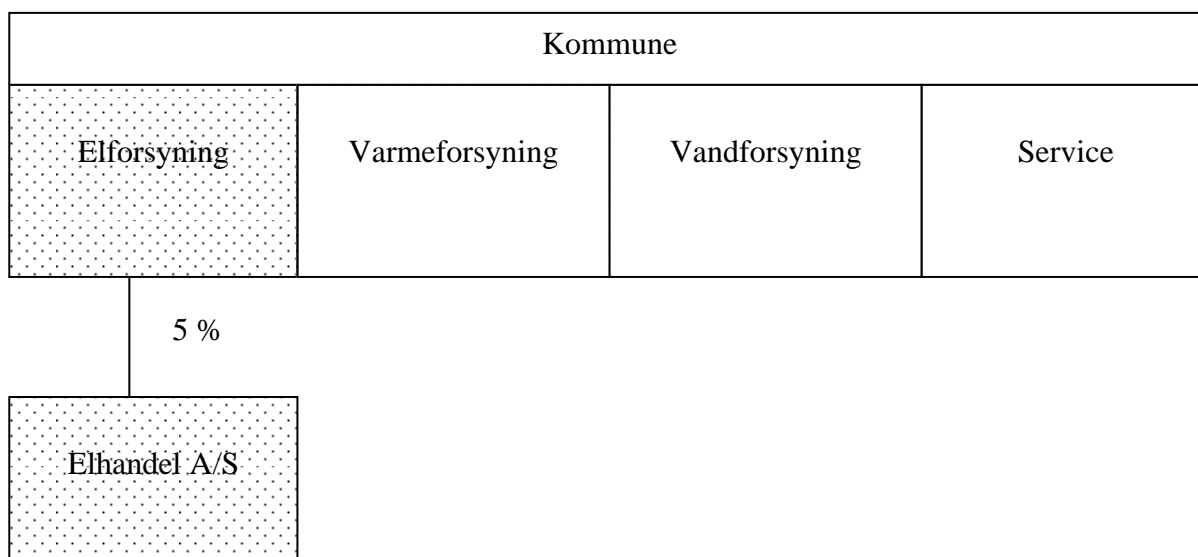 Kommune
Elforsyning
Varmeforsyning
Vandforsyning
Service
5 %
Elhandel A/S